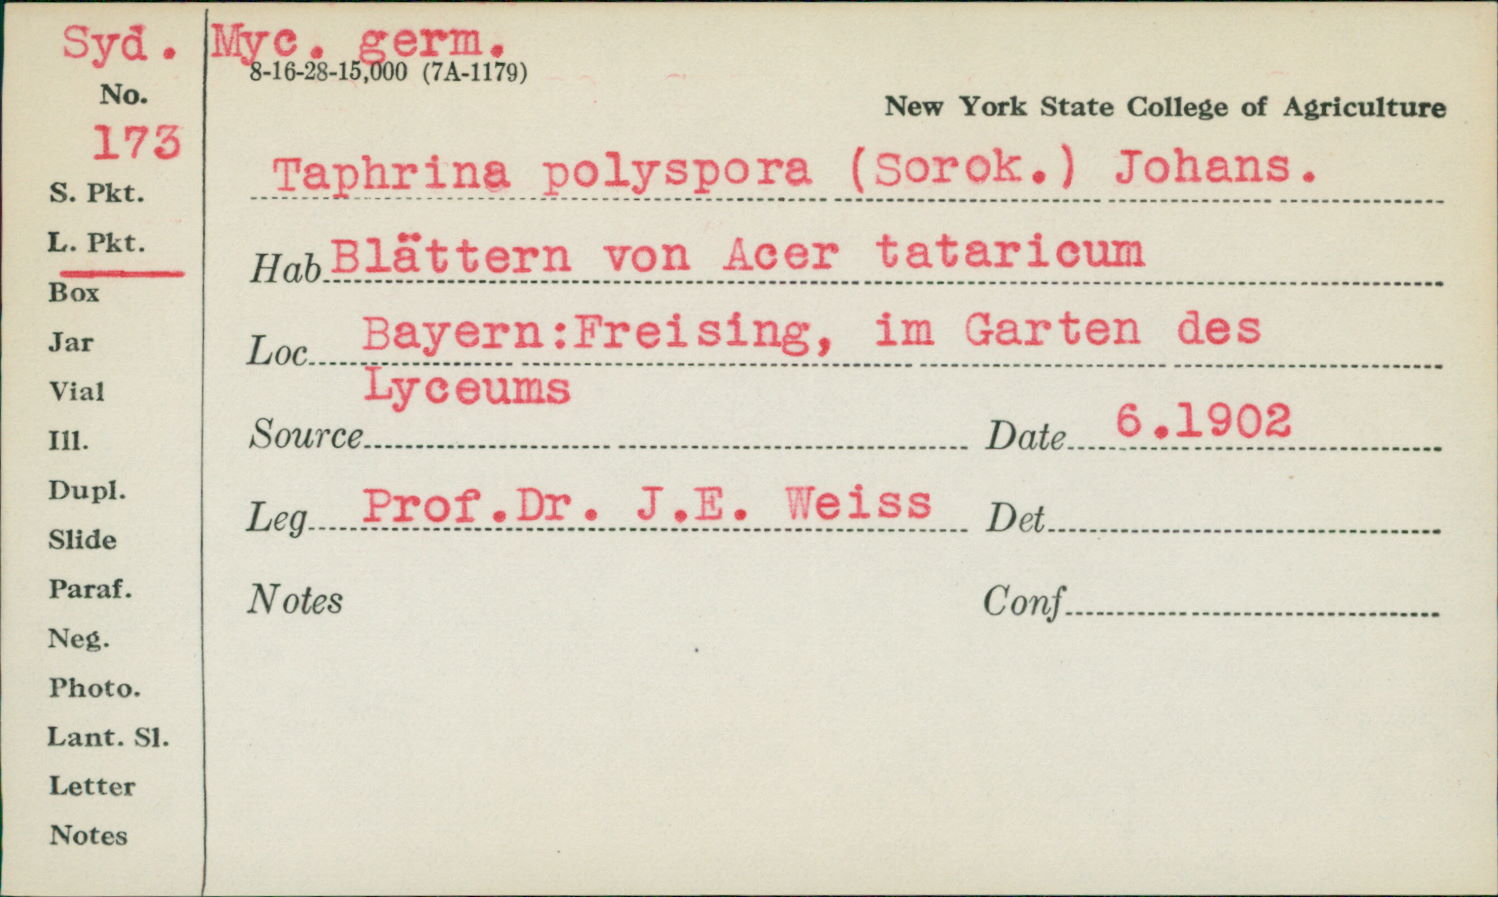 Syd. Myc. germ.
8-16-28-15,000 (7A-1179)
No.
New York State College of Agriculture
173
Taphrina polyspora (Sorok.) Johans.
S. Pkt.
L. Pkt.
Hab Blättern von Acer tataricum
Box
Jar
Loc Bayern:Freising, im Garten des
Vial
Lyceums
Ill.
Source Date 6.1902
Dupl.
Leg Prof.Dr. J.E. Weiss Det
Slide
Paraf.
Notes Conf
Neg.
Photo.
Lant. Sl.
Letter
Notes